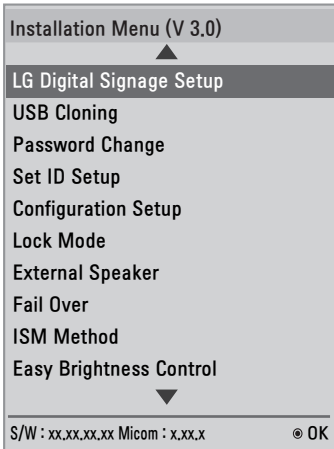 Installation Menu (V 3.0)
LG Digital Signage Setup
USB Cloning
Password Change
Set ID Setup
Configuration Setup
Lock Mode
External Speaker
Fail Over
ISM Method
Easy Brightness Control
S/W : xx.xx.xx.xx Micom : x.xx.x ◉ OK